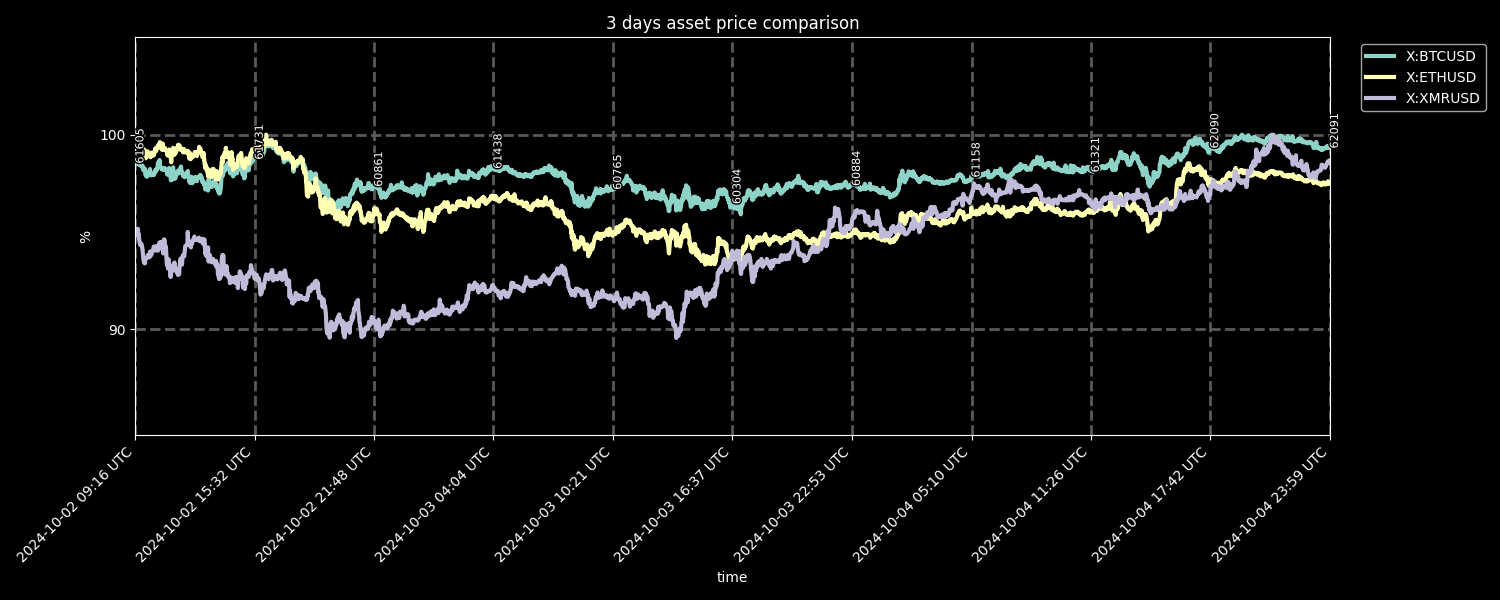 3 days asset price comparison
X:BTCUSD
X:ETHUSD
X:XMRUSD
100
90
%
61605
61731
60861
61438
60765
60304
60884
61158
61321
62090
62091
2024-10-02 09:16 UTC
2024-10-02 15:32 UTC
2024-10-02 21:48 UTC
2024-10-03 04:04 UTC
2024-10-03 10:21 UTC
2024-10-03 16:37 UTC
2024-10-03 22:53 UTC
2024-10-04 05:10 UTC
2024-10-04 11:26 UTC
2024-10-04 17:42 UTC
2024-10-04 23:59 UTC
time